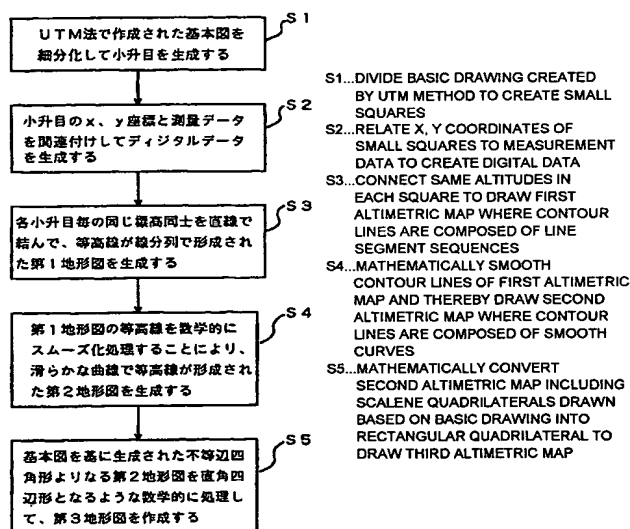 S1
UTM法で作成された基本図を
細分化して小升目を生成する
S2
小升目のx、y座標と測量データ
を関連付けしてディジタルデータ
を生成する
S3
各小升目毎の同じ標高同士を直線で
結んで、等高線が線分列で形成され
た第1地形図を生成する
S4
第1地形図の等高線を数学的に
スムーズ化処理することにより、
滑らかな曲線で等高線が形成され
た第2地形図を生成する
S5
基本図を基に生成された不等辺四
角形よりなる第2地形図を直角四
辺形となるような数学的に処理し
て、第3地形図を作成する
S1...DIVIDE BASIC DRAWING CREATED
BY UTM METHOD TO CREATE SMALL
SQUARES
S2...RELATE X, Y COORDINATES OF
SMALL SQUARES TO MEASUREMENT
DATA TO CREATE DIGITAL DATA
S3...CONNECT SAME ALTITUDES IN
EACH SQUARE TO DRAW FIRST
ALTIMETRIC MAP WHERE CONTOUR
LINES ARE COMPOSED OF LINE
SEGMENT SEQUENCES
S4...MATHEMATICALLY SMOOTH
CONTOUR LINES OF FIRST ALTIMETRIC
MAP AND THEREBY DRAW SECOND
ALTIMETRIC MAP WHERE CONTOUR
LINES ARE COMPOSED OF SMOOTH
CURVES
S5...MATHEMATICALLY CONVERT
SECOND ALTIMETRIC MAP INCLUDING
SCALENE QUADRILATERALS DRAWN
BASED ON BASIC DRAWING INTO
RECTANGULAR QUADRILATERAL TO
DRAW THIRD ALTIMETRIC MAP